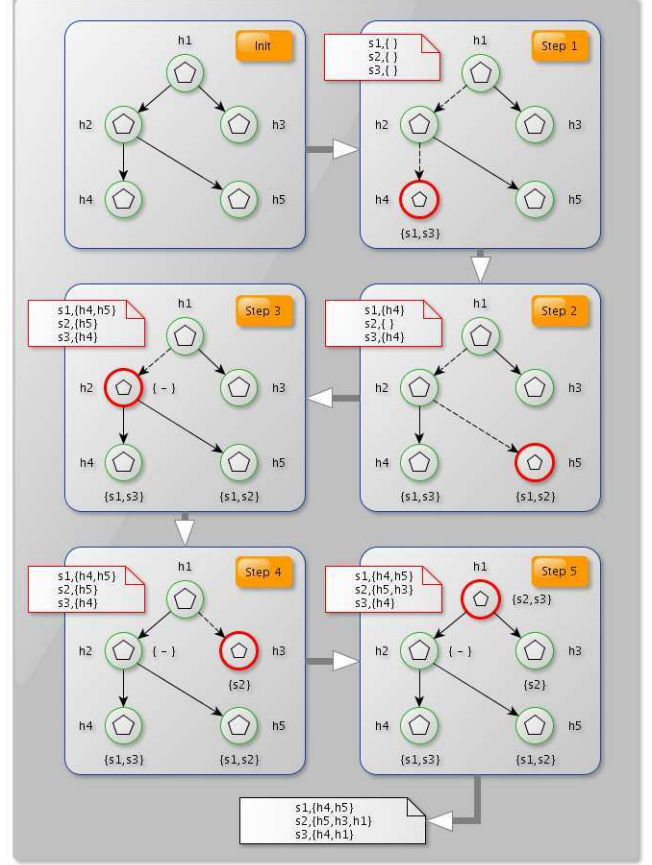 h1
Init
h2
h3
h4
h5
s1,{ }
s2,{ }
s3,{ }
h1
Step 1
h2
h3
h4
h5
{s1,s3}
s1,{h4,h5}
s2,{h5}
s3,{h4}
h1
Step 3
h2
{ - }
h3
h4
h5
{s1,s3}
{s1,s2}
s1,{h4}
s2,{ }
s3,{h4}
h1
Step 2
h2
h3
h4
h5
{s1,s3}
{s1,s2}
s1,{h4,h5}
s2,{h5}
s3,{h4}
h1
Step 4
h2
{ - }
h3
{s2}
h4
h5
{s1,s3}
{s1,s2}
s1,{h4,h5}
s2,{h5,h3}
s3,{h4}
h1
Step 5
{s2,s3}
h2
{ - }
h3
{s2}
h4
h5
{s1,s3}
{s1,s2}
s1,{h4,h5}
s2,{h5,h3,h1}
s3,{h4,h1}